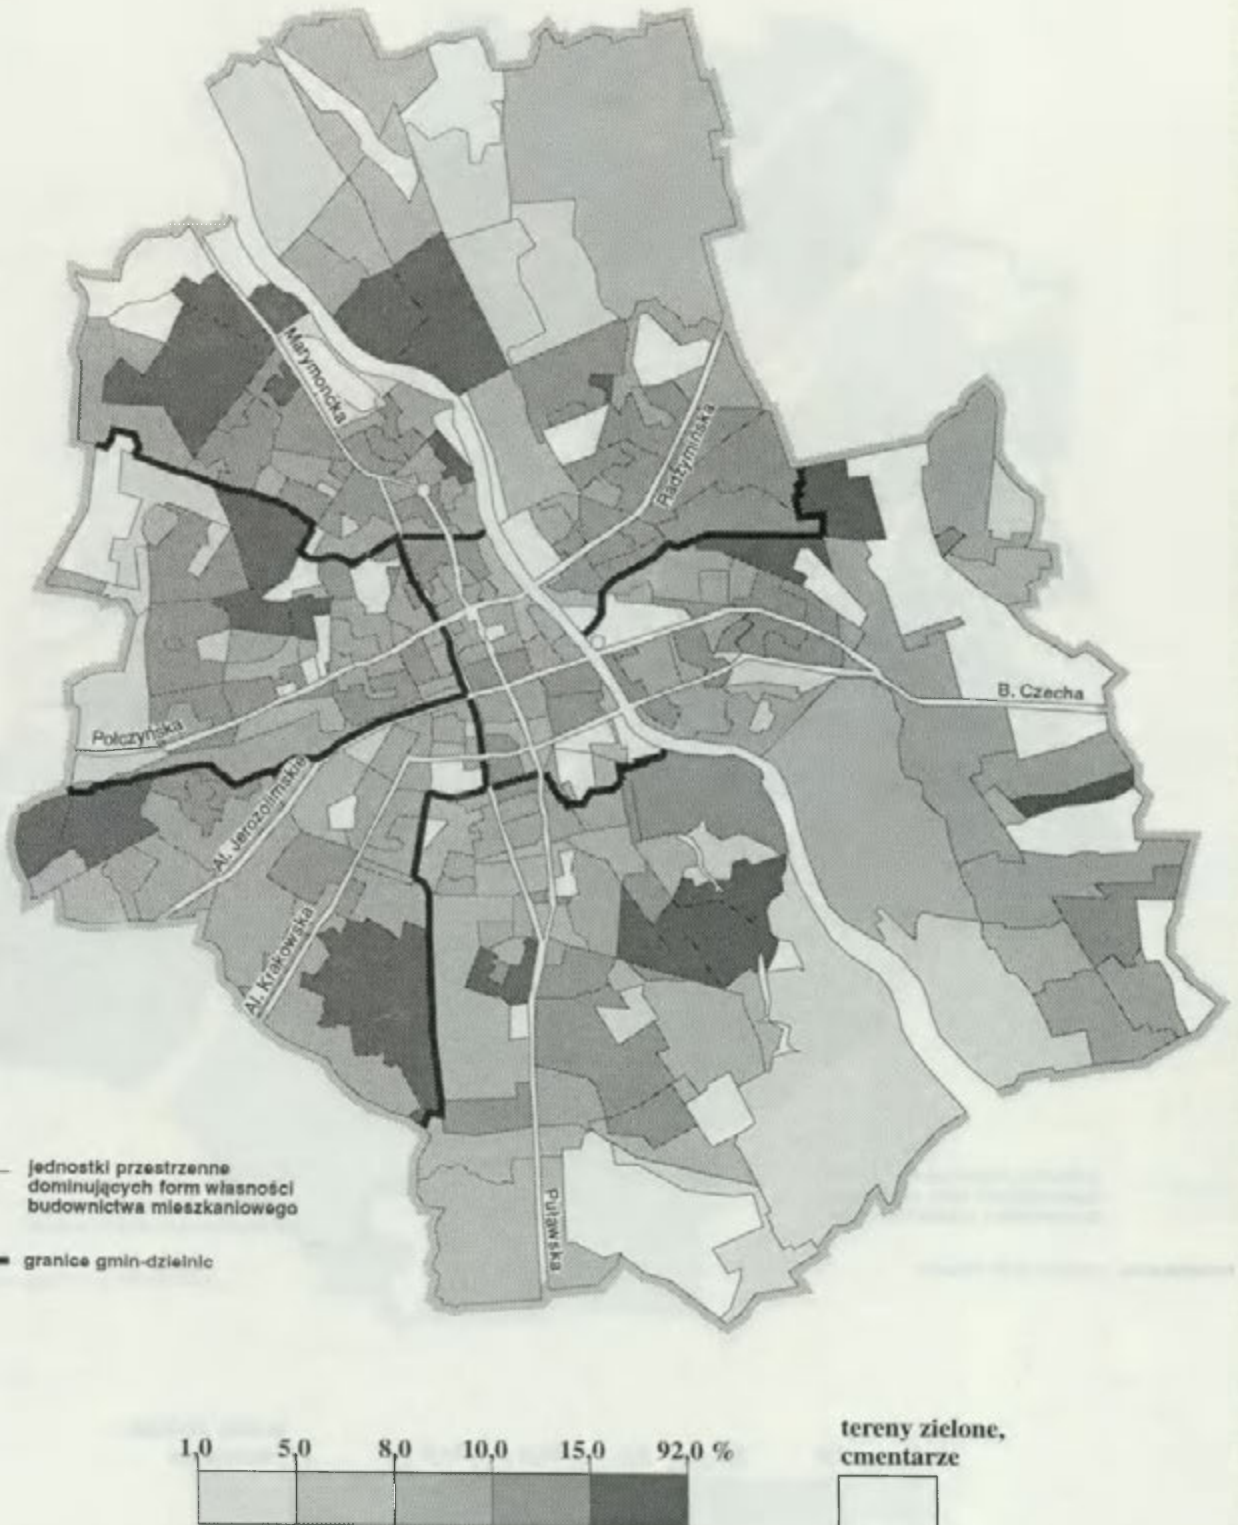 Marymoncka
Radzymińska
B. Czecha
Połczyńska
Al. Jerozolimskie
Al. Krakowska
Puławska
jednostki przestrzenne
dominujących form własności
budownictwa mieszkaniowego
granice gmin-dzielnic
1,0 5,0 8,0 10,0 15,0 92,0 %
tereny zielone,
cmentarze